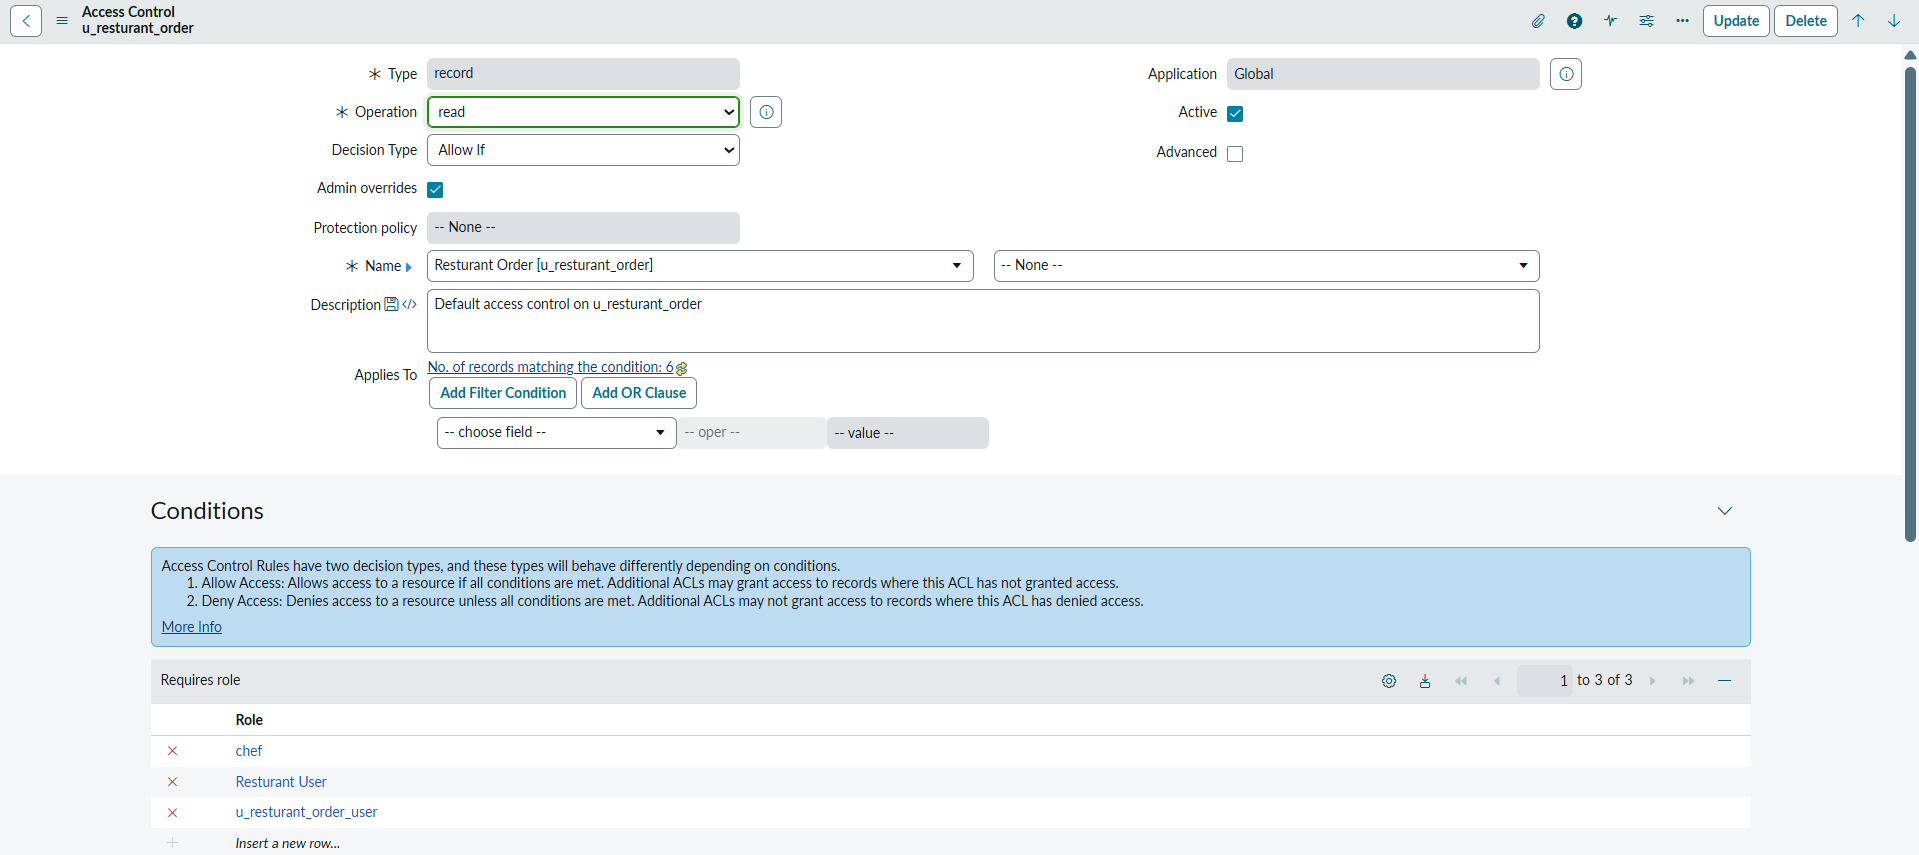 Access Control
u_resturant_order
Update
Delete
Type
record
Application
Global
Operation
read
Active
Decision Type
Allow If
Advanced
Admin overrides
Protection policy
-- None --
Name
Resturant Order [u_resturant_order]
-- None --
Description
Default access control on u_resturant_order
Applies To
No. of records matching the condition: 6
Add Filter Condition
Add OR Clause
-- choose field --
-- oper --
-- value --
Conditions
Access Control Rules have two decision types, and these types will behave differently depending on conditions.
1. Allow Access: Allows access to a resource if all conditions are met. Additional ACLs may grant access to records where this ACL has not granted access.
2. Deny Access: Denies access to a resource unless all conditions are met. Additional ACLs may not grant access to records where this ACL has denied access.
More Info
Requires role
1 to 3 of 3
Role
chef
Resturant User
u_resturant_order_user
Insert a new row...